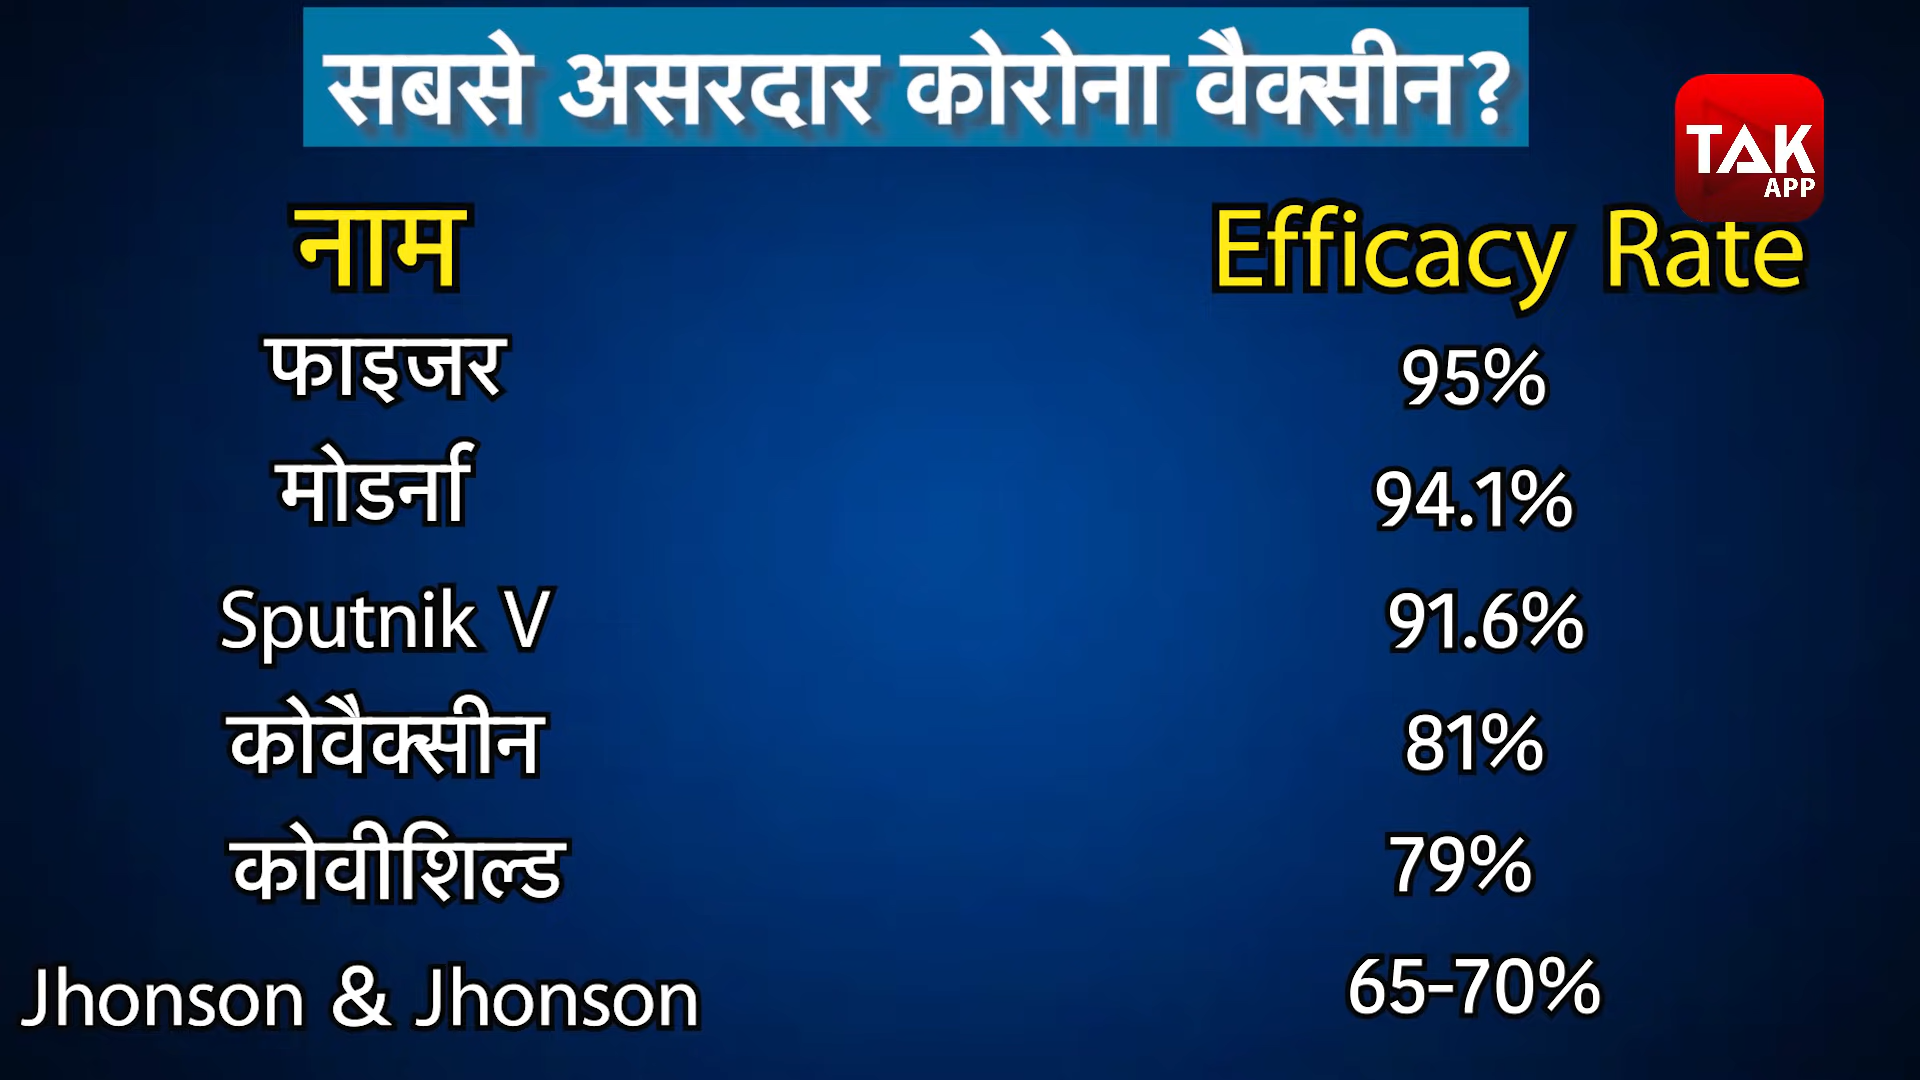 सबसे असरदार कोरोना वैक्सीन?
TAK
APP
नाम Efficacy Rate
फाइजर 95%
मोडर्ना 94.1%
Sputnik V 91.6%
कोवैक्सीन 81%
कोवीशिल्ड 79%
Jhonson & Jhonson 65-70%